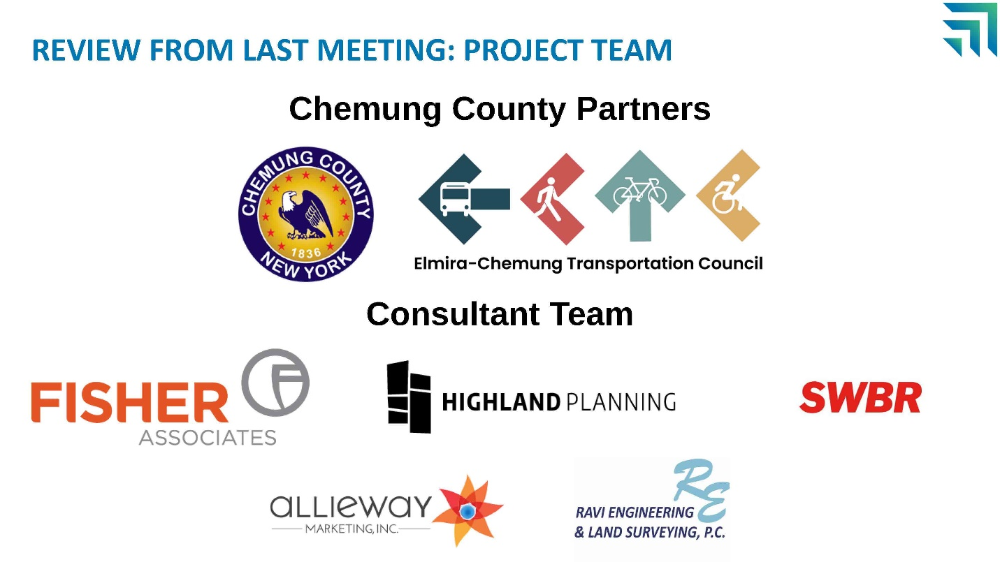 REVIEW FROM LAST MEETING: PROJECT TEAM
Chemung County Partners
CHEMUNG COUNTY
1836
NEW YORK
Elmira-Chemung Transportation Council
Consultant Team
FISHER
ASSOCIATES
HIGHLAND PLANNING
SWBR
allieway
MARKETING, INC.
RE
RAVI ENGINEERING
& LAND SURVEYING, P.C.